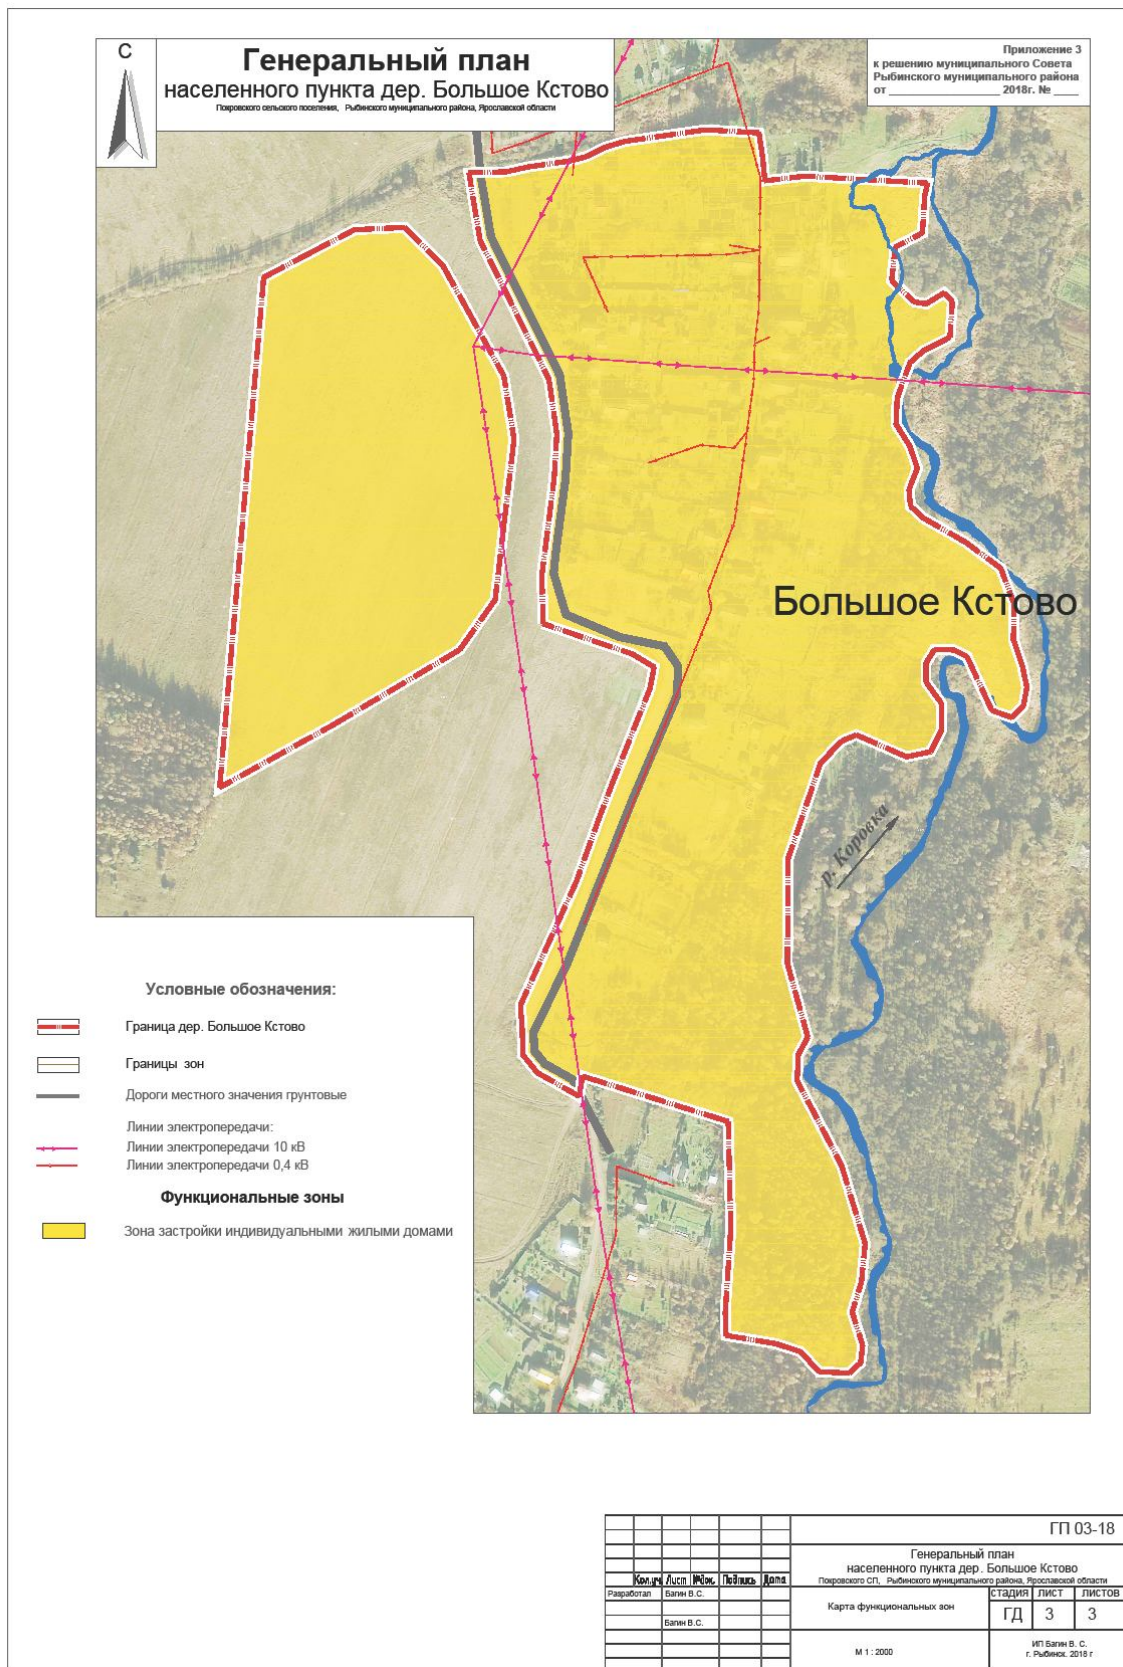 С
Генеральный план
населенного пункта дер. Большое Кстово
Покровского сельского поселения, Рыбинского муниципального района, Ярославской области
Приложение 3
к решению муниципального Совета
Рыбинского муниципального района
от ____________________ 2018г. № ____
Большое Кстово
р. Коровка
Условные обозначения:
Граница дер. Большое Кстово
Границы зон
Дороги местного значения грунтовые
Линии электропередачи:
Линии электропередачи 10 кВ
Линии электропередачи 0,4 кВ
Функциональные зоны
Зона застройки индивидуальными жилыми домами
ГП 03-18
Генеральный план
населенного пункта дер. Большое Кстово
Покровского СП, Рыбинского муниципального района, Ярославской области
Кол.уч Лист №док. Подпись Дата
Разработал Багин В.С.
Багин В.С.
Карта функциональных зон
СТАДИЯ ЛИСТ ЛИСТОВ
ГД 3 3
М 1 : 2000
ИП Багин В. С.
г. Рыбинск. 2018 г